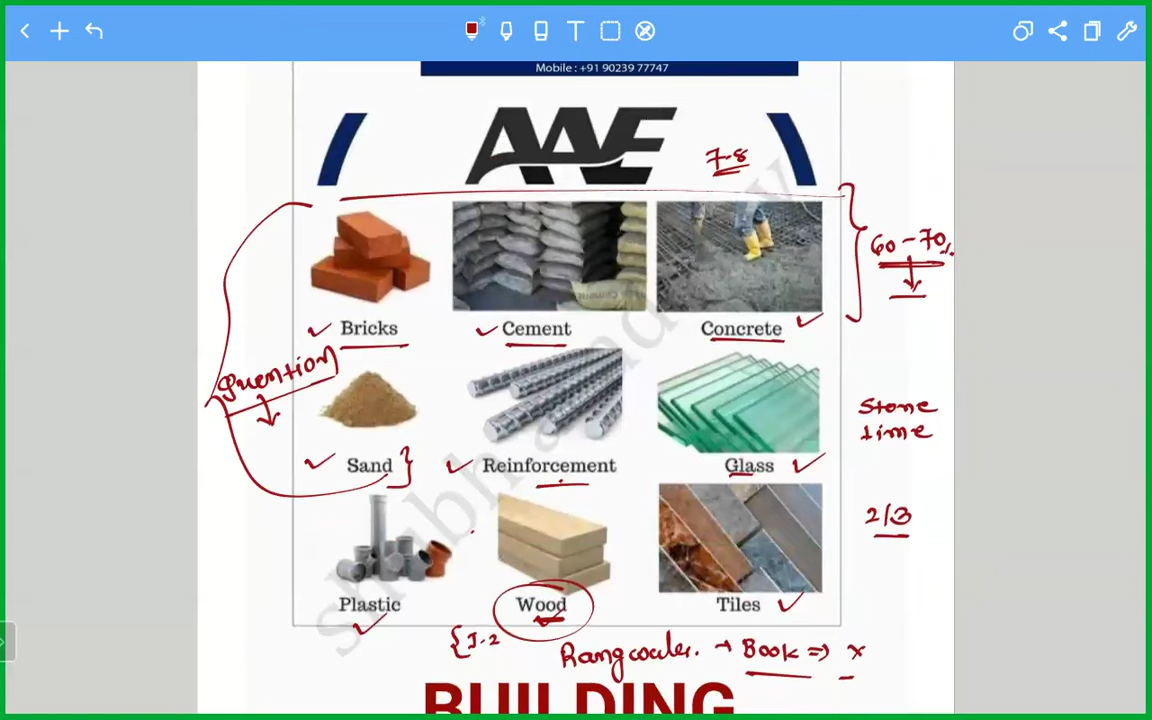 Mobile : +91 90239 77747
AAE
7-8
60-70%
Bricks Cement Concrete
Question
Stone
lime
Sand Reinforcement Glass
2/3
Plastic Wood Tiles
{1-2
Book => x
BUILDING